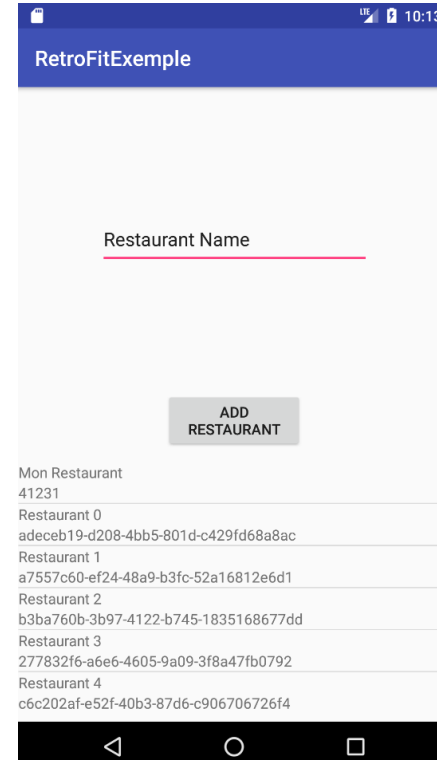 LTE 10:13
RetroFitExemple
Restaurant Name
ADD
RESTAURANT
Mon Restaurant
41231
Restaurant 0
adeceb19-d208-4bb5-801d-c429fd68a8ac
Restaurant 1
a7557c60-ef24-48a9-b3fc-52a16812e6d1
Restaurant 2
b3ba760b-3b97-4122-b745-1835168677dd
Restaurant 3
277832f6-a6e6-4605-9a09-3f8a47fb0792
Restaurant 4
c6c202af-e52f-40b3-87d6-c906706726f4